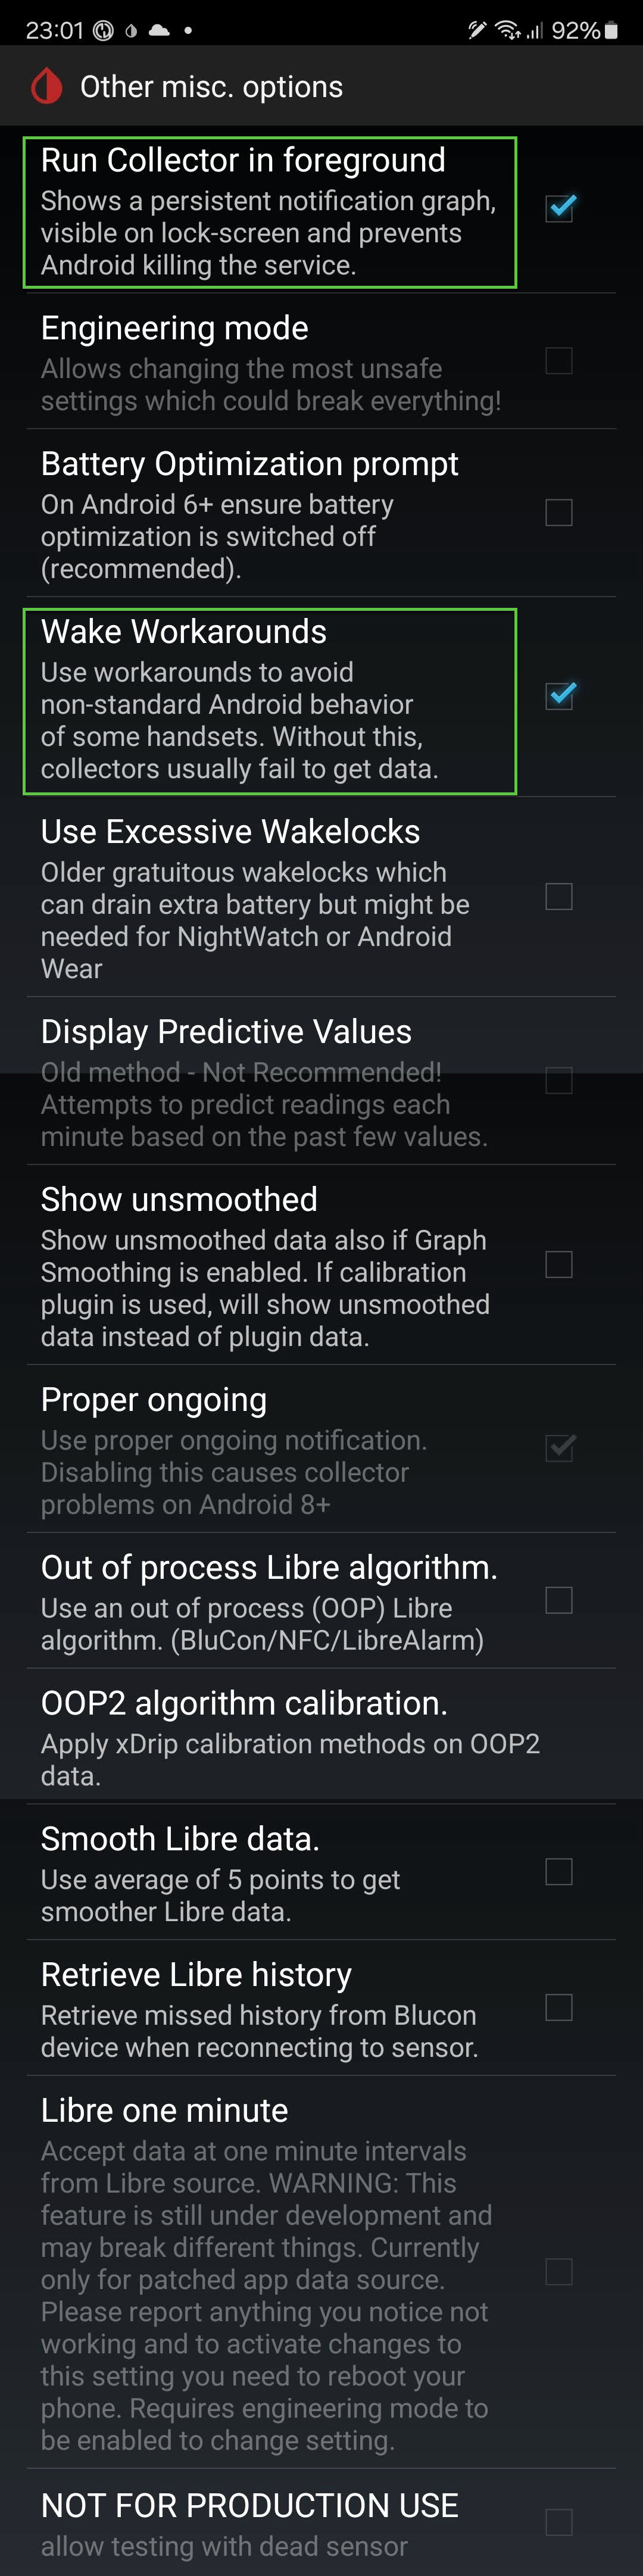 23:01 92%
Other misc. options
Run Collector in foreground
Shows a persistent notification graph,
visible on lock-screen and prevents
Android killing the service.
Engineering mode
Allows changing the most unsafe
settings which could break everything!
Battery Optimization prompt
On Android 6+ ensure battery
optimization is switched off
(recommended).
Wake Workarounds
Use workarounds to avoid
non-standard Android behavior
of some handsets. Without this,
collectors usually fail to get data.
Use Excessive Wakelocks
Older gratuitous wakelocks which
can drain extra battery but might be
needed for NightWatch or Android
Wear
Display Predictive Values
Old method - Not Recommended!
Attempts to predict readings each
minute based on the past few values.
Show unsmoothed
Show unsmoothed data also if Graph
Smoothing is enabled. If calibration
plugin is used, will show unsmoothed
data instead of plugin data.
Proper ongoing
Use proper ongoing notification.
Disabling this causes collector
problems on Android 8+
Out of process Libre algorithm.
Use an out of process (OOP) Libre
algorithm. (BluCon/NFC/LibreAlarm)
OOP2 algorithm calibration.
Apply xDrip calibration methods on OOP2
data.
Smooth Libre data.
Use average of 5 points to get
smoother Libre data.
Retrieve Libre history
Retrieve missed history from Blucon
device when reconnecting to sensor.
Libre one minute
Accept data at one minute intervals
from Libre source. WARNING: This
feature is still under development and
may break different things. Currently
only for patched app data source.
Please report anything you notice not
working and to activate changes to
this setting you need to reboot your
phone. Requires engineering mode to
be enabled to change setting.
NOT FOR PRODUCTION USE
allow testing with dead sensor